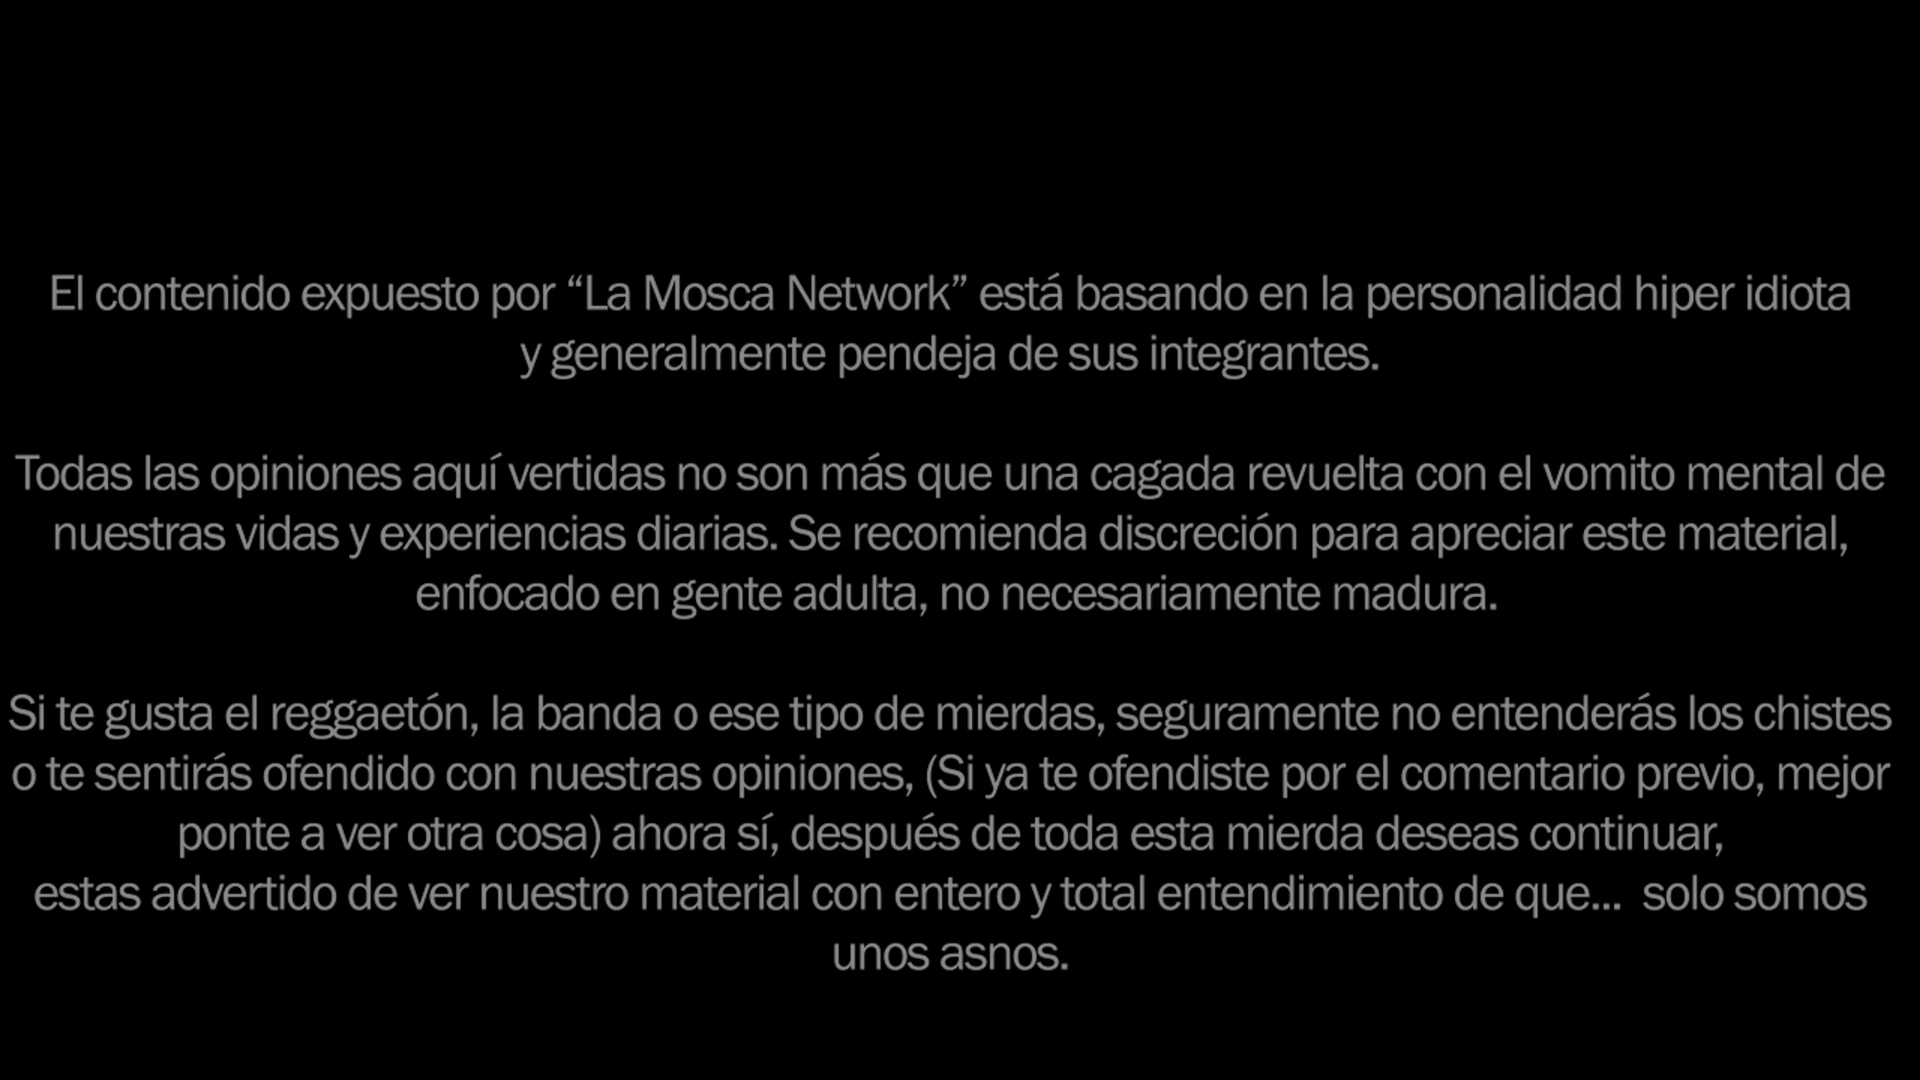 El contenido expuesto por “La Mosca Network” está basando en la personalidad hiper idiota
y generalmente pendeja de sus integrantes.
Todas las opiniones aquí vertidas no son más que una cagada revuelta con el vomito mental de
nuestras vidas y experiencias diarias. Se recomienda discreción para apreciar este material,
enfocado en gente adulta, no necesariamente madura.
Si te gusta el reggaetón, la banda o ese tipo de mierdas, seguramente no entenderás los chistes
o te sentirás ofendido con nuestras opiniones, (Si ya te ofendiste por el comentario previo, mejor
ponte a ver otra cosa) ahora sí, después de toda esta mierda deseas continuar,
estas advertido de ver nuestro material con entero y total entendimiento de que... solo somos
unos asnos.